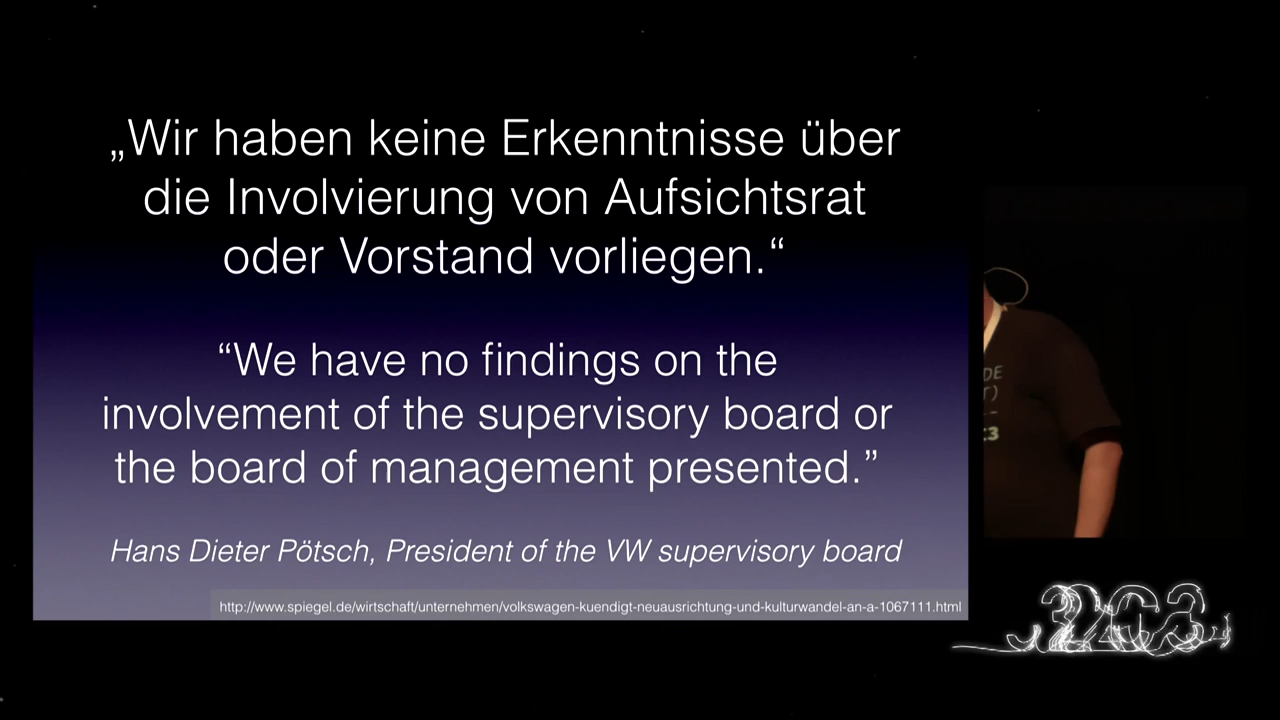 „Wir haben keine Erkenntnisse über
die Involvierung von Aufsichtsrat
oder Vorstand vorliegen.“
“We have no findings on the
involvement of the supervisory board or
the board of management presented.”
Hans Dieter Pötsch, President of the VW supervisory board
http://www.spiegel.de/wirtschaft/unternehmen/volkswagen-kuendigt-neuausrichtung-und-kulturwandel-an-a-1067111.html
32C3